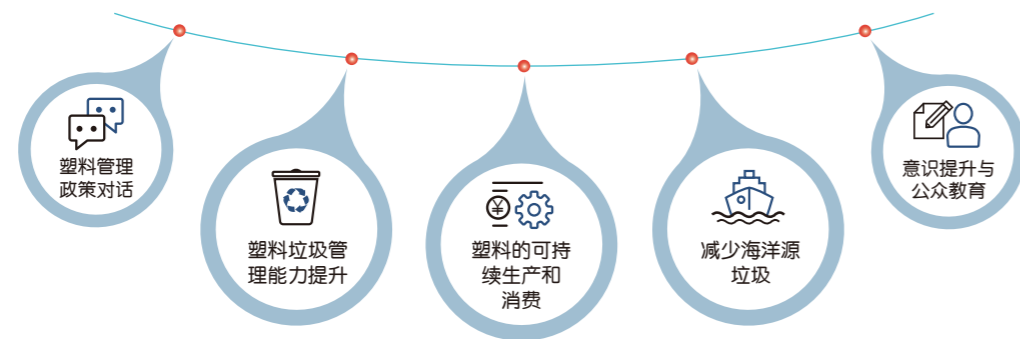 塑料管理
政策对话
塑料垃圾管
理能力提升
¥
塑料的可持
续生产和
消费
减少海洋源
垃圾
意识提升与
公众教育